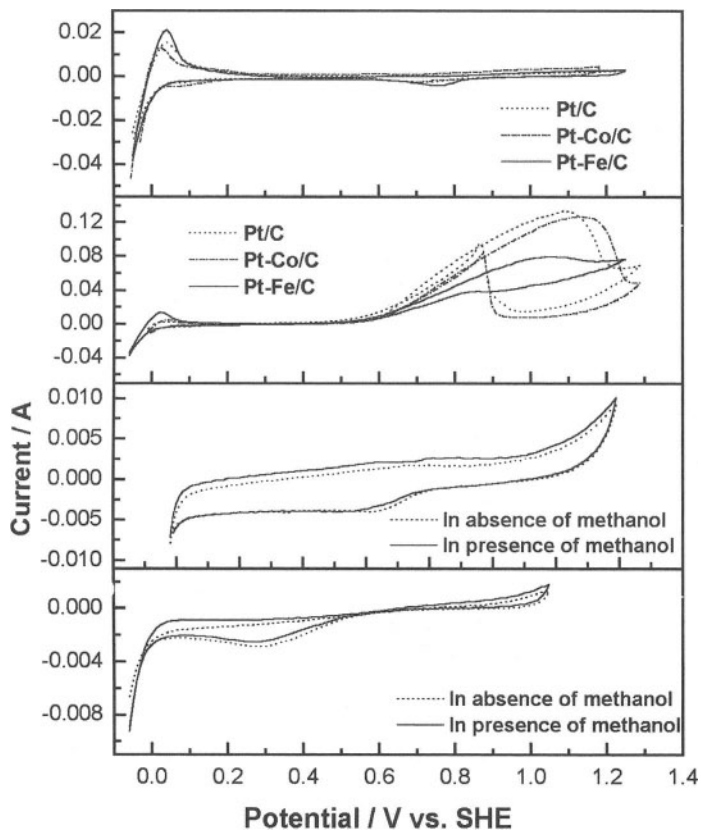 0.02
0.00
-0.02
-0.04
Pt/C
Pt-Co/C
Pt-Fe/C
0.12
0.08
0.04
0.00
-0.04
Pt/C
Pt-Co/C
Pt-Fe/C
Current / A
0.010
0.005
0.000
-0.005
-0.010
In absence of methanol
In presence of methanol
0.000
-0.004
-0.008
In absence of methanol
In presence of methanol
0.0 0.2 0.4 0.6 0.8 1.0 1.2 1.4
Potential / V vs. SHE